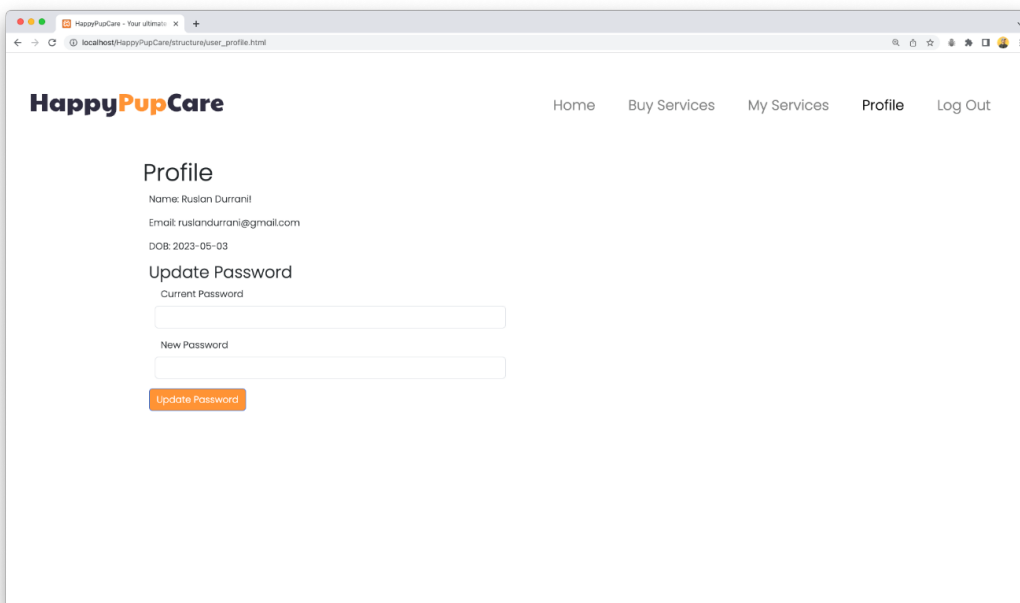 HappyPupCare - Your ultimate
localhost/HappyPupCare/structure/user_profile.html
HappyPupCare Home Buy Services My Services Profile Log Out
Profile
Name: Ruslan Durrani!
Email: ruslandurrani@gmail.com
DOB: 2023-05-03
Update Password
Current Password
New Password
Update Password